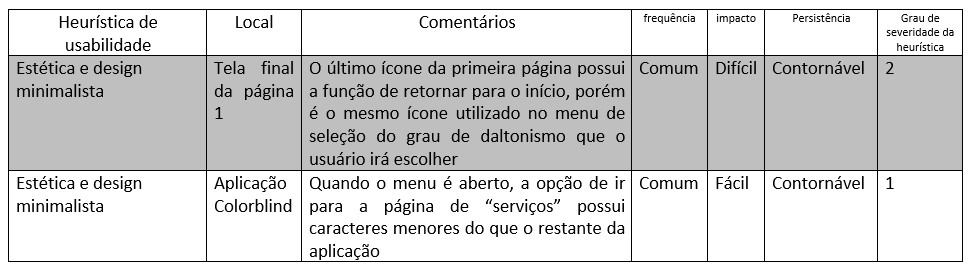 Heurística de usabilidade
Local
Comentários
frequência
impacto
Persistência
Grau de severidade da heurística
Estética e design
minimalista
Tela final
da página
1
O último ícone da primeira página possui
a função de retornar para o início, porém
é o mesmo ícone utilizado no menu de
seleção do grau de daltonismo que o
usuário irá escolher
Comum
Difícil
Contornável
2
Estética e design
minimalista
Aplicação
Colorblind
Quando o menu é aberto, a opção de ir
para a página de “serviços” possui
caracteres menores do que o restante da
aplicação
Comum
Fácil
Contornável
1